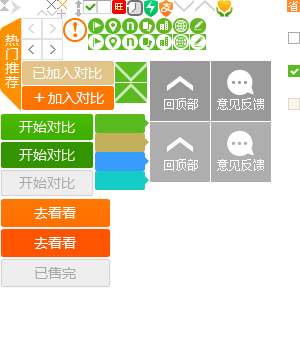 旺
省
热门推荐
已加入对比
+ 加入对比
开始对比
开始对比
开始对比
回顶部
意见反馈
回顶部
意见反馈
去看看
去看看
已售完